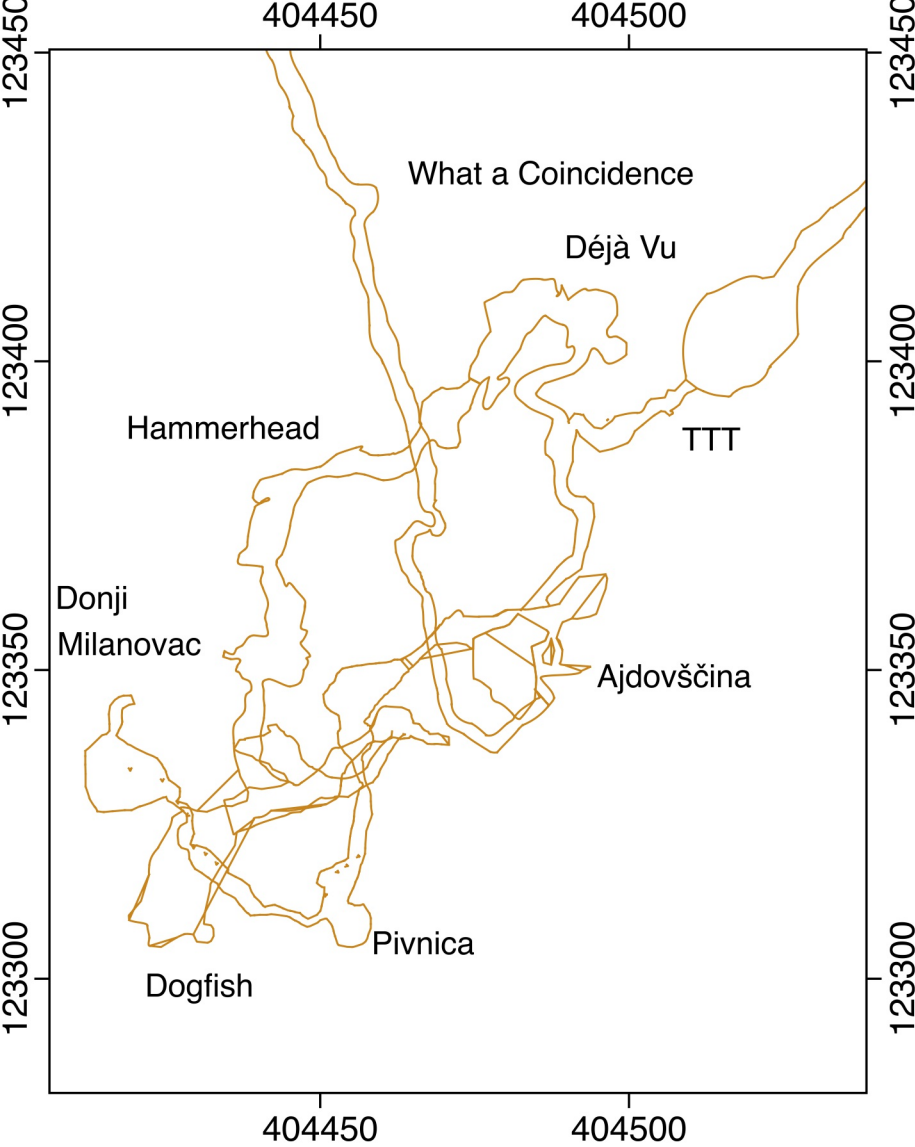 404450 404500
123450 123450
What a Coincidence
Déjà Vu
123400 123400
Hammerhead
TTT
Donji
Milanovac
123350 123350
Ajdovščina
Pivnica
123300 123300
Dogfish
404450 404500